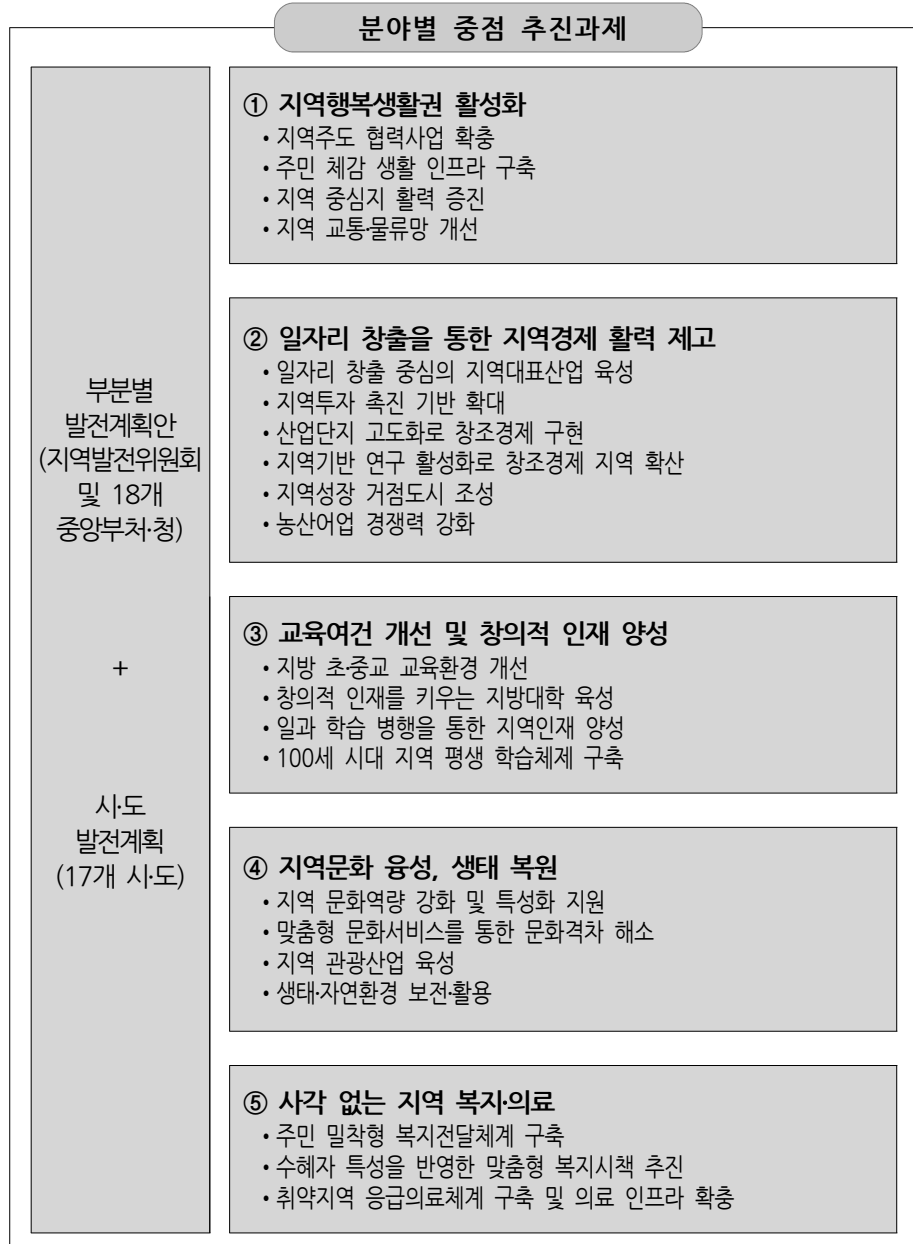 분야별 중점 추진과제
부분별
발전계획안
(지역발전위원회
및 18개
중앙부처·청)
+
시·도
발전계획
(17개 시·도)
① 지역행복생활권 활성화
• 지역주도 협력사업 확충
• 주민 체감 생활 인프라 구축
• 지역 중심지 활력 증진
• 지역 교통·물류망 개선
② 일자리 창출을 통한 지역경제 활력 제고
• 일자리 창출 중심의 지역대표산업 육성
• 지역투자 촉진 기반 확대
• 산업단지 고도화로 창조경제 구현
• 지역기반 연구 활성화로 창조경제 지역 확산
• 지역성장 거점도시 조성
• 농산어업 경쟁력 강화
③ 교육여건 개선 및 창의적 인재 양성
• 지방 초·중교 교육환경 개선
• 창의적 인재를 키우는 지방대학 육성
• 일과 학습 병행을 통한 지역인재 양성
• 100세 시대 지역 평생 학습체제 구축
④ 지역문화 융성, 생태 복원
• 지역 문화역량 강화 및 특성화 지원
• 맞춤형 문화서비스를 통한 문화격차 해소
• 지역 관광산업 육성
• 생태·자연환경 보전·활용
⑤ 사각 없는 지역 복지·의료
• 주민 밀착형 복지전달체계 구축
• 수혜자 특성을 반영한 맞춤형 복지시책 추진
• 취약지역 응급의료체계 구축 및 의료 인프라 확충